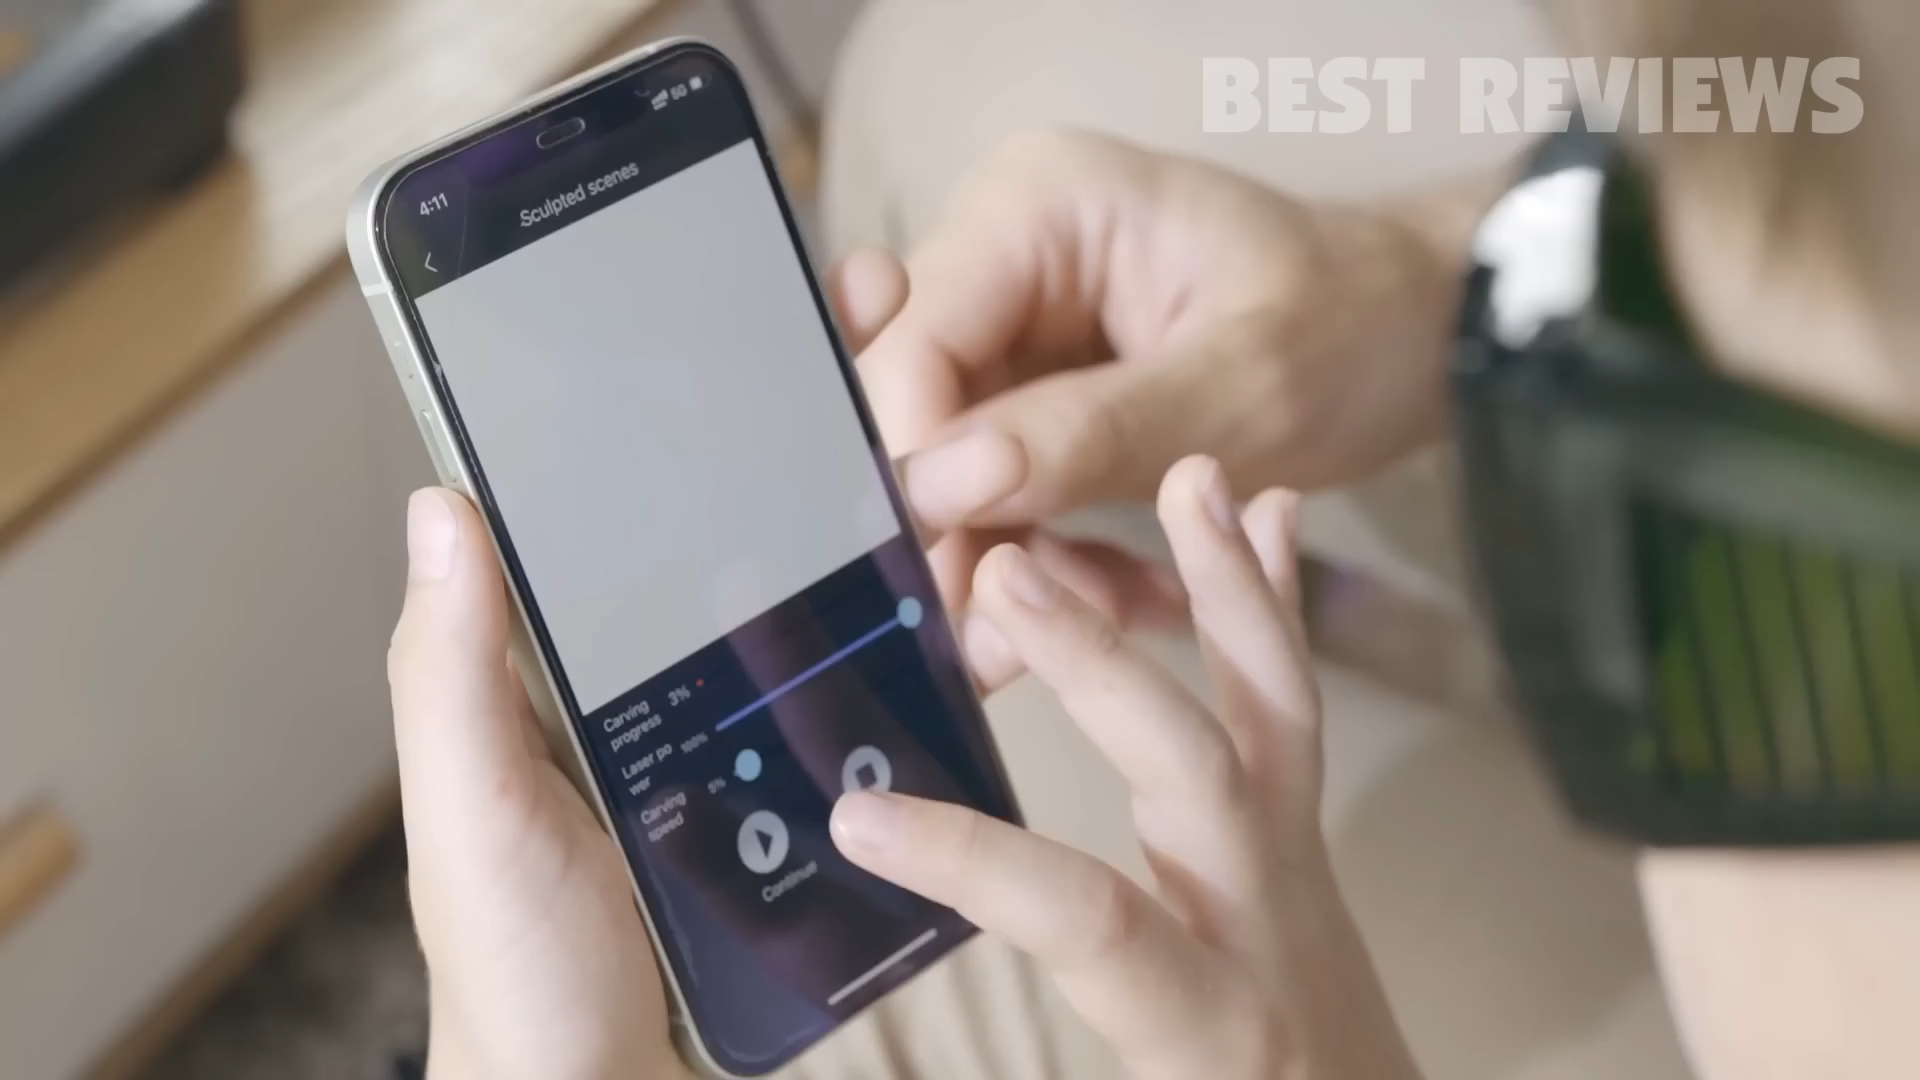 BEST REVIEWS
5G
4:11
Sculpted scenes
Carving
progress
3%
Laser po
wer
100%
Carving
speed
5%
Continue